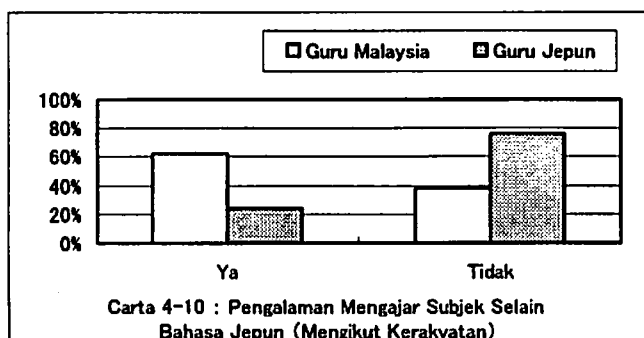 Guru Malaysia Guru Jepun
100%
80%
60%
40%
20%
0%
Ya Tidak
Carta 4-10 : Pengalaman Mengajar Subjek Selain
Bahasa Jepun (Mengikut Kerakyatan)